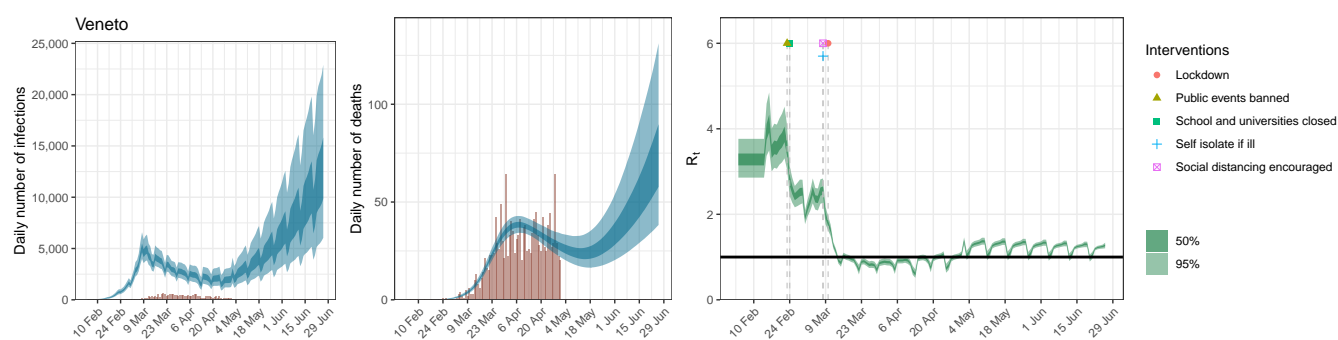 Veneto
Daily number of infections
25,000
20,000
15,000
10,000
5,000
0
10 Feb
24 Feb
9 Mar
23 Mar
6 Apr
20 Apr
4 May
18 May
1 Jun
15 Jun
29 Jun
Daily number of deaths
100
50
0
10 Feb
24 Feb
9 Mar
23 Mar
6 Apr
20 Apr
4 May
18 May
1 Jun
15 Jun
29 Jun
Rt
6
4
2
0
10 Feb
24 Feb
9 Mar
23 Mar
6 Apr
20 Apr
4 May
18 May
1 Jun
15 Jun
29 Jun
Interventions
Lockdown
Public events banned
School and universities closed
Self isolate if ill
Social distancing encouraged
50%
95%